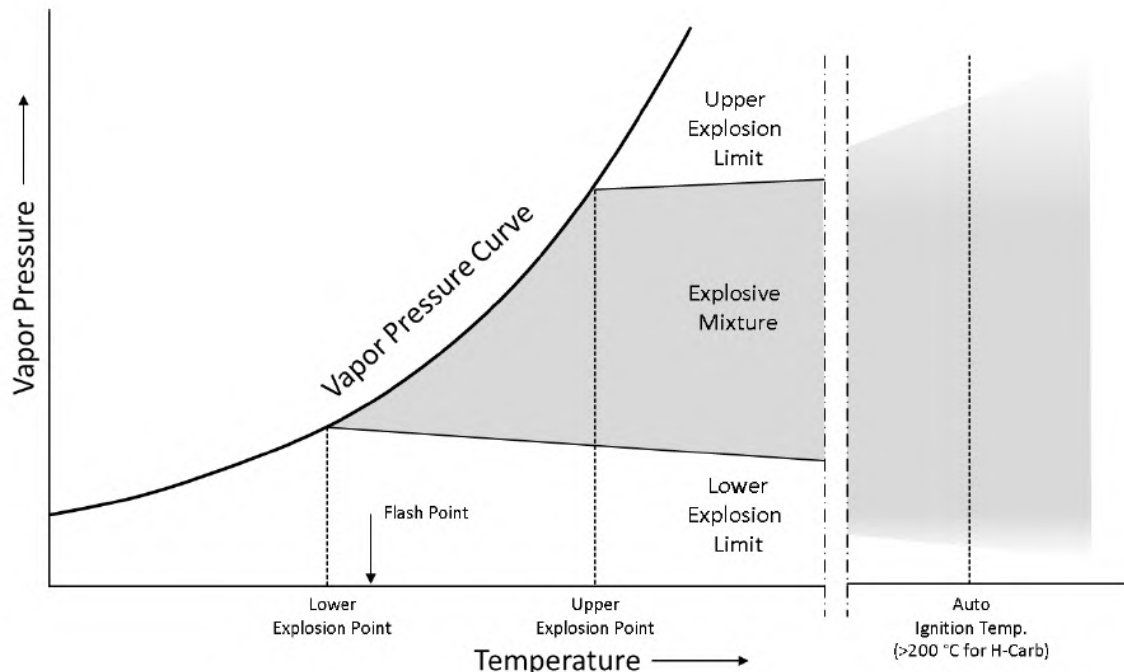 Vapor Pressure
Vapor Pressure Curve
Upper
Explosion
Limit
Explosive
Mixture
Lower
Explosion
Limit
Flash Point
Lower
Explosion Point
Upper
Explosion Point
Auto
Ignition Temp.
(>200 °C for H-Carb)
Temperature